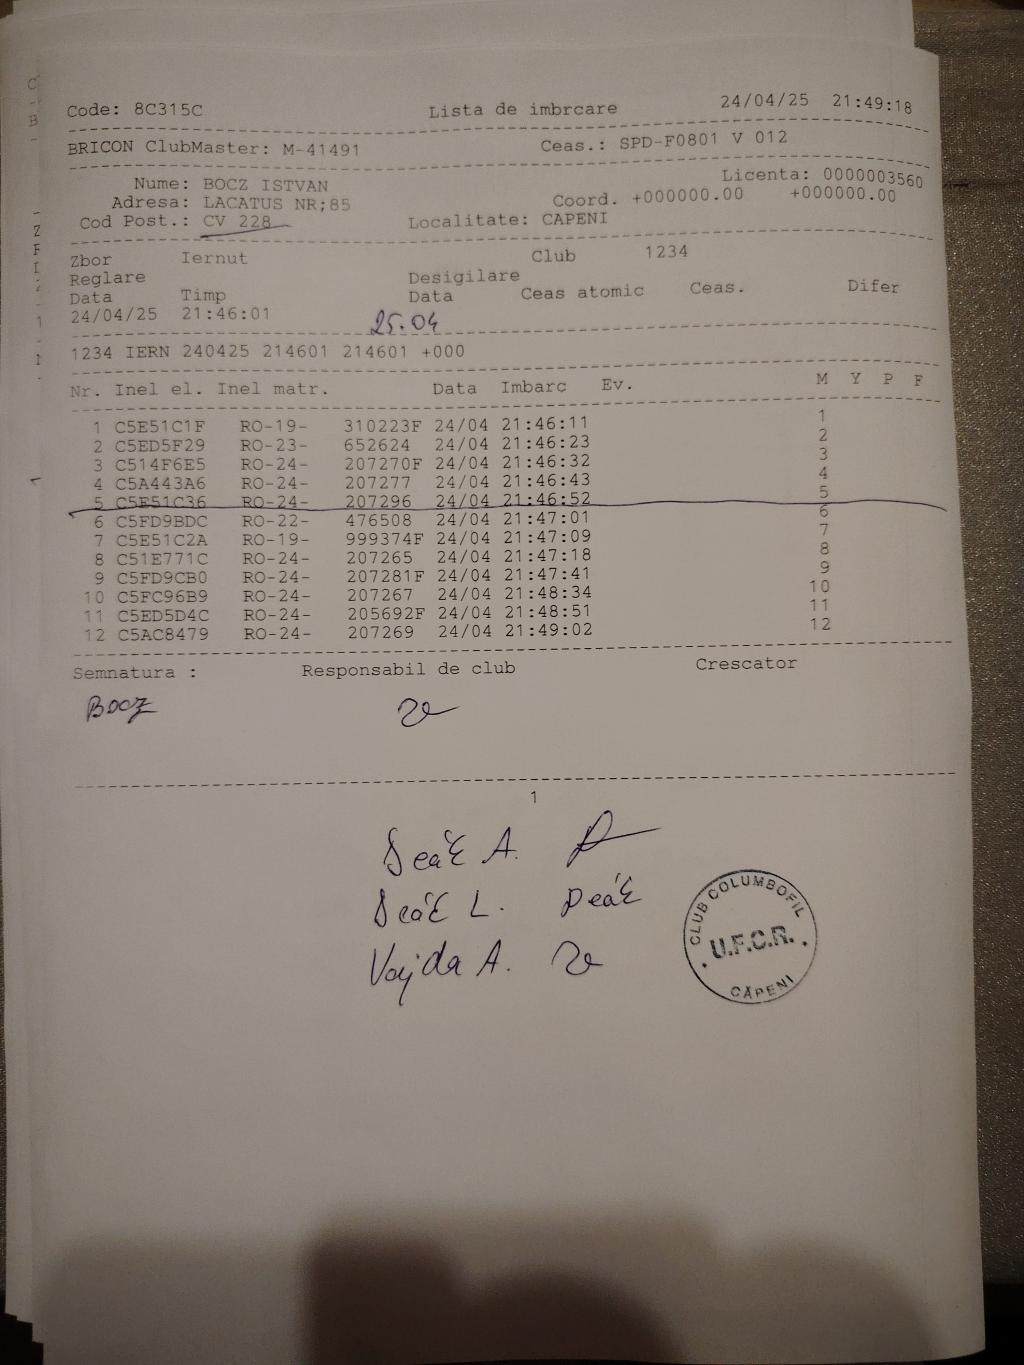 Code: 8C315C Lista de imbrcare 24/04/25 21:49:18
BRICON ClubMaster: M-41491 Ceas.: SPD-F0801 V 012
Nume: BOCZ ISTVAN Licenta: 0000003560
Adresa: LACATUS NR;85 Coord. +000000.00 +000000.00
Cod Post.: CV 228 Localitate: CAPENI
Zbor Iernut Club 1234
Reglare Desigilare
Data Timp Data Ceas atomic Ceas. Difer
24/04/25 21:46:01 25.04
1234 IERN 240425 214601 214601 +000
Nr. Inel el. Inel matr. Data Imbarc Ev. M Y P F
1 C5E51C1F RO-19- 310223F 24/04 21:46:11 1
2 C5ED5F29 RO-23- 652624 24/04 21:46:23 2
3 C514F6E5 RO-24- 207270F 24/04 21:46:32 3
4 C5A443A6 RO-24- 207277 24/04 21:46:43 4
5 C5E51C36 RO-24- 207296 24/04 21:46:52 5
6 C5FD9BDC RO-22- 476508 24/04 21:47:01 6
7 C5E51C2A RO-19- 999374F 24/04 21:47:09 7
8 C51E771C RO-24- 207265 24/04 21:47:18 8
9 C5FD9CB0 RO-24- 207281F 24/04 21:47:41 9
10 C5FC96B9 RO-24- 207267 24/04 21:48:34 10
11 C5ED5D4C RO-24- 205692F 24/04 21:48:51 11
12 C5AC8479 RO-24- 207269 24/04 21:49:02 12
Semnatura : Responsabil de club Crescator
Bocz
1
Deák A.
Deák L. Deák
Vajda A.
CLUB COLUMBOFIL
U.F.C.R.
CĂPENI